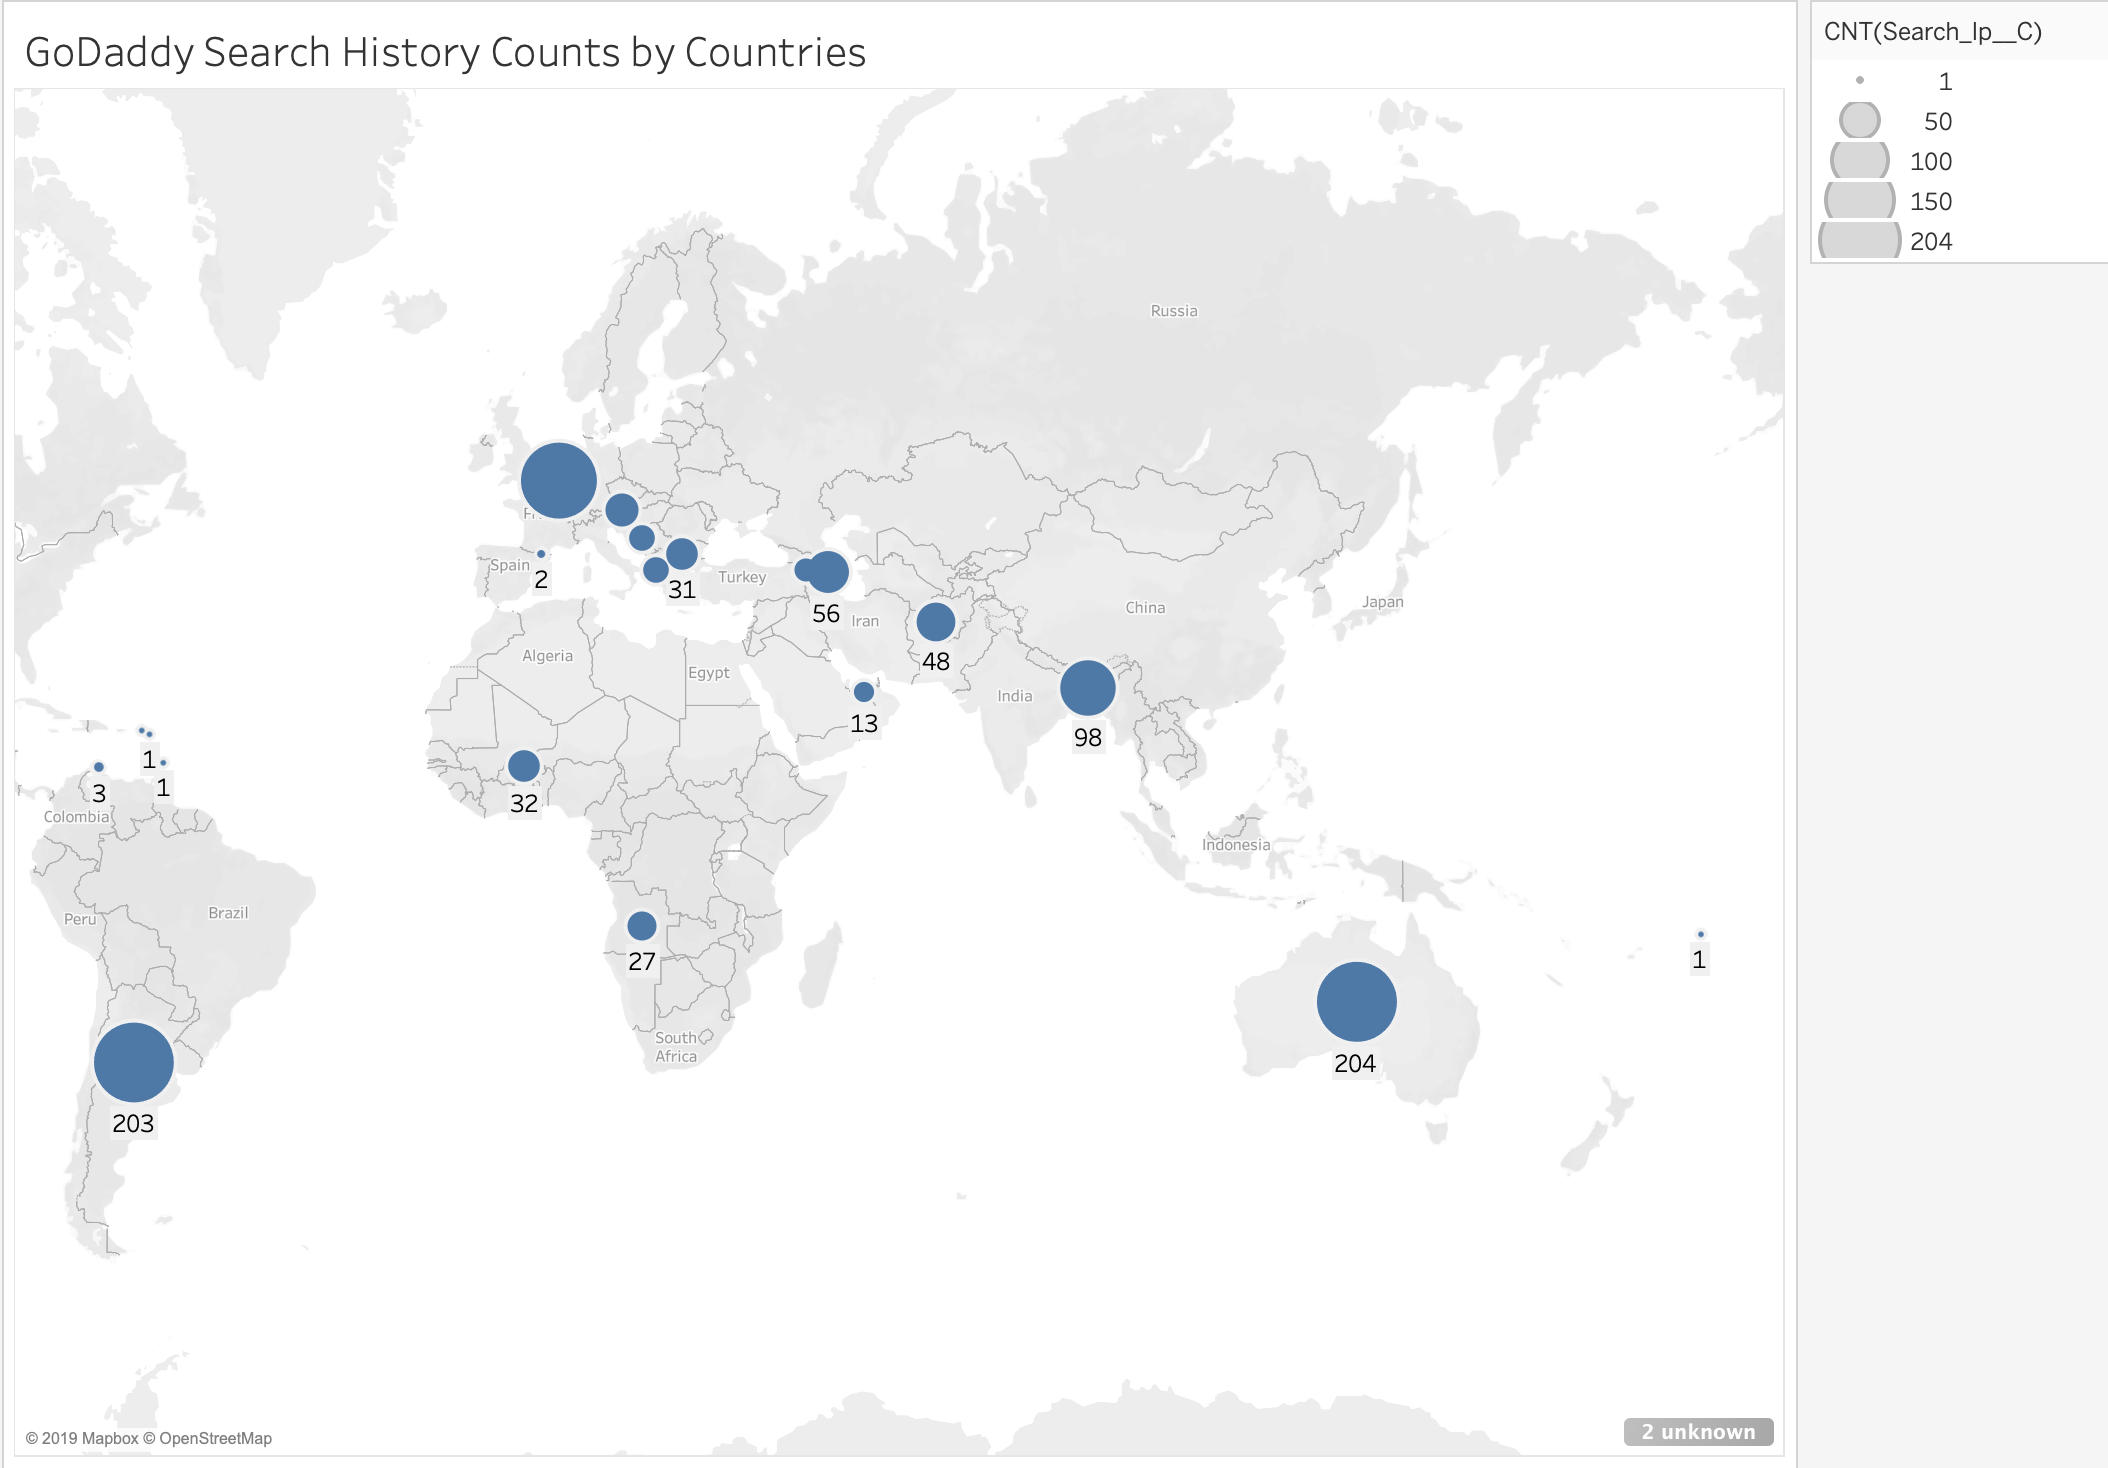 GoDaddy Search History Counts by Countries
CNT(Search_Ip__C)
1
50
100
150
204
Russia
Spain
2
31
Turkey
56
Iran
48
China
Japan
Algeria
Egypt
India
13
98
1
3
1
Colombia
32
Indonesia
Peru
Brazil
27
1
South
Africa
204
203
© 2019 Mapbox © OpenStreetMap
2 unknown